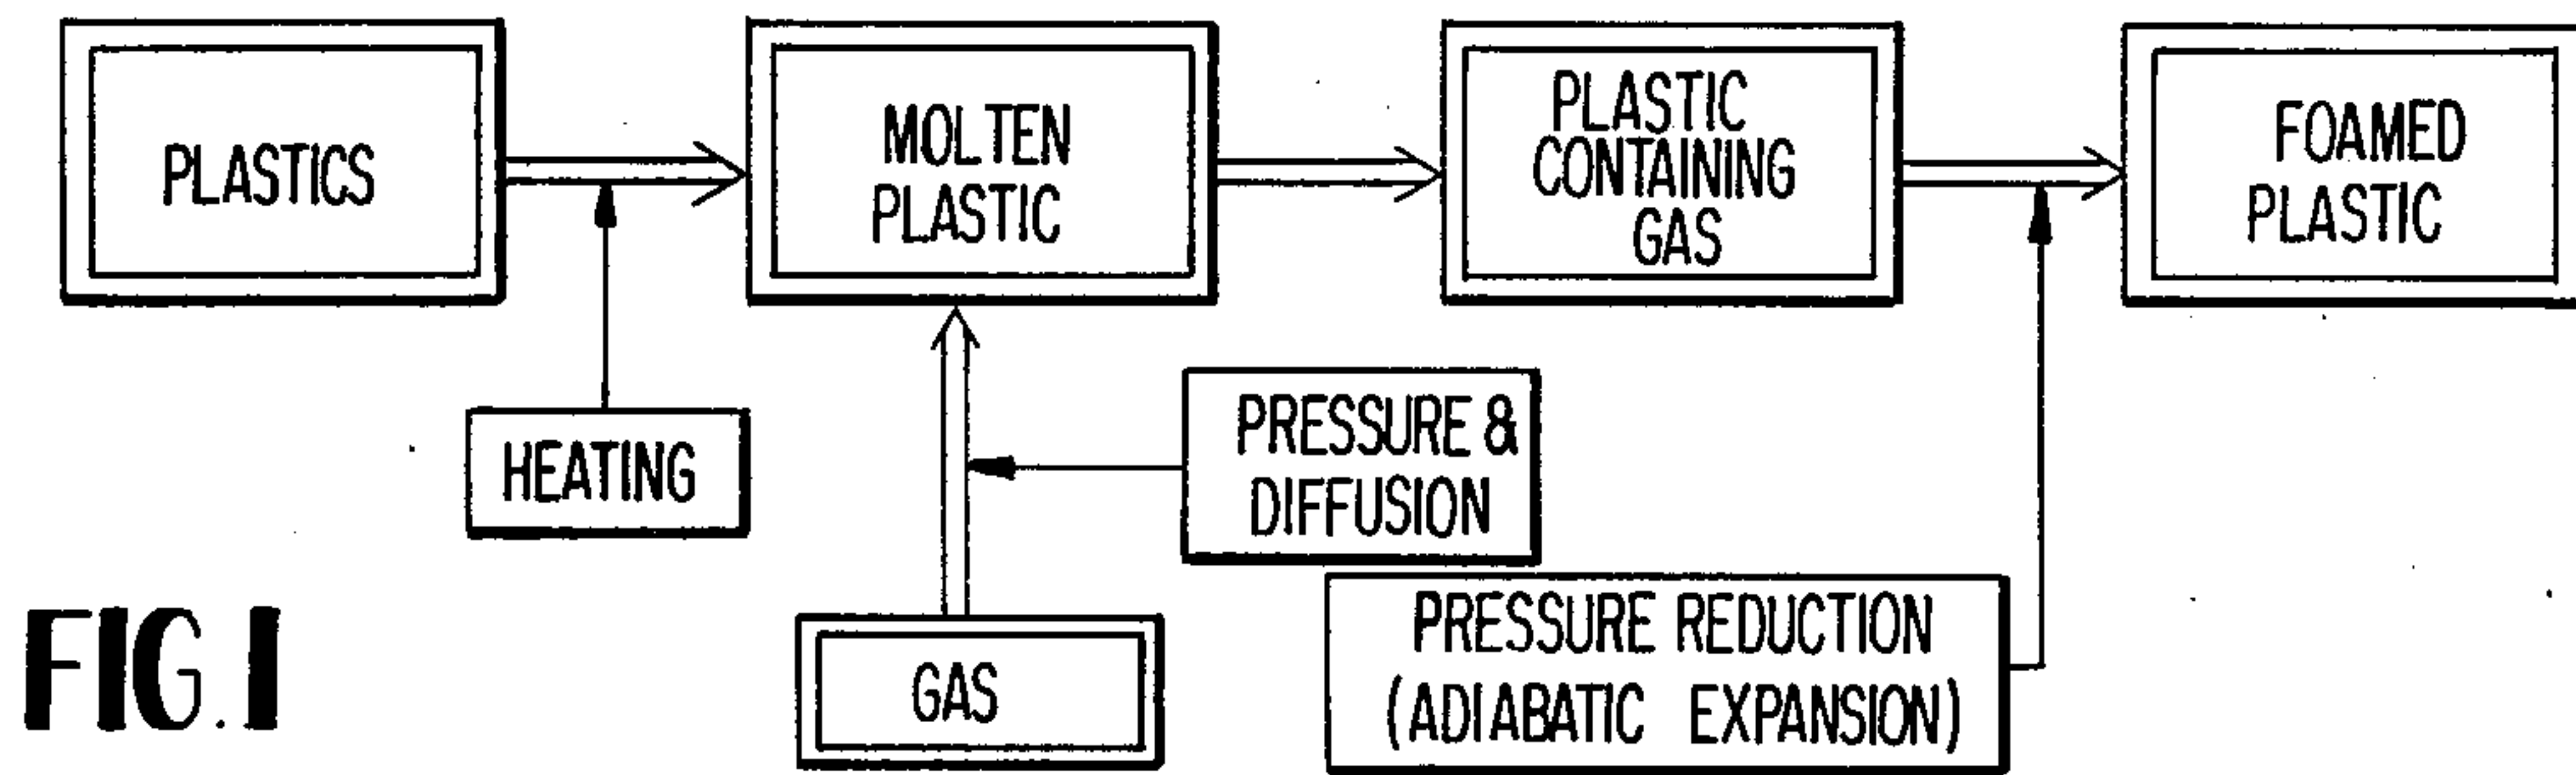 PLASTICS
MOLTEN
PLASTIC
PLASTIC
CONTAINING
GAS
FOAMED
PLASTIC
HEATING
PRESSURE &
DIFFUSION
GAS
PRESSURE REDUCTION
(ADIABATIC EXPANSION)
FIG.1